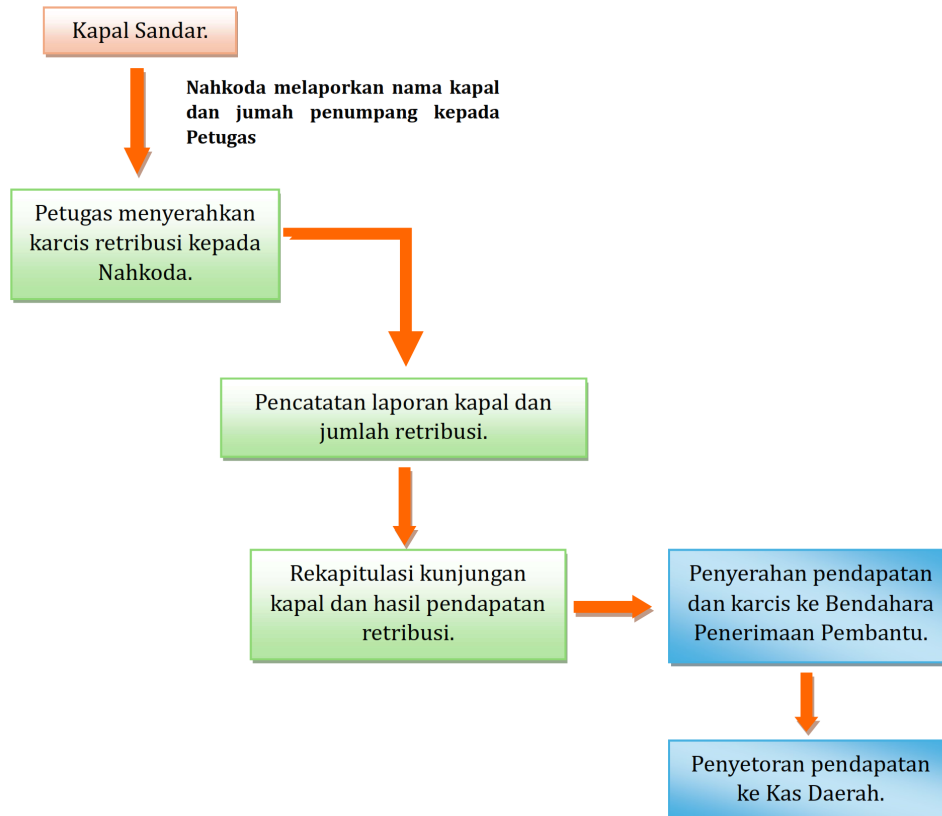 Kapal Sandar.
Nahkoda melaporkan nama kapal
dan jumah penumpang kepada
Petugas
Petugas menyerahkan
karcis retribusi kepada
Nahkoda.
Pencatatan laporan kapal dan
jumlah retribusi.
Rekapitulasi kunjungan
kapal dan hasil pendapatan
retribusi.
Penyerahan pendapatan
dan karcis ke Bendahara
Penerimaan Pembantu.
Penyetoran pendapatan
ke Kas Daerah.